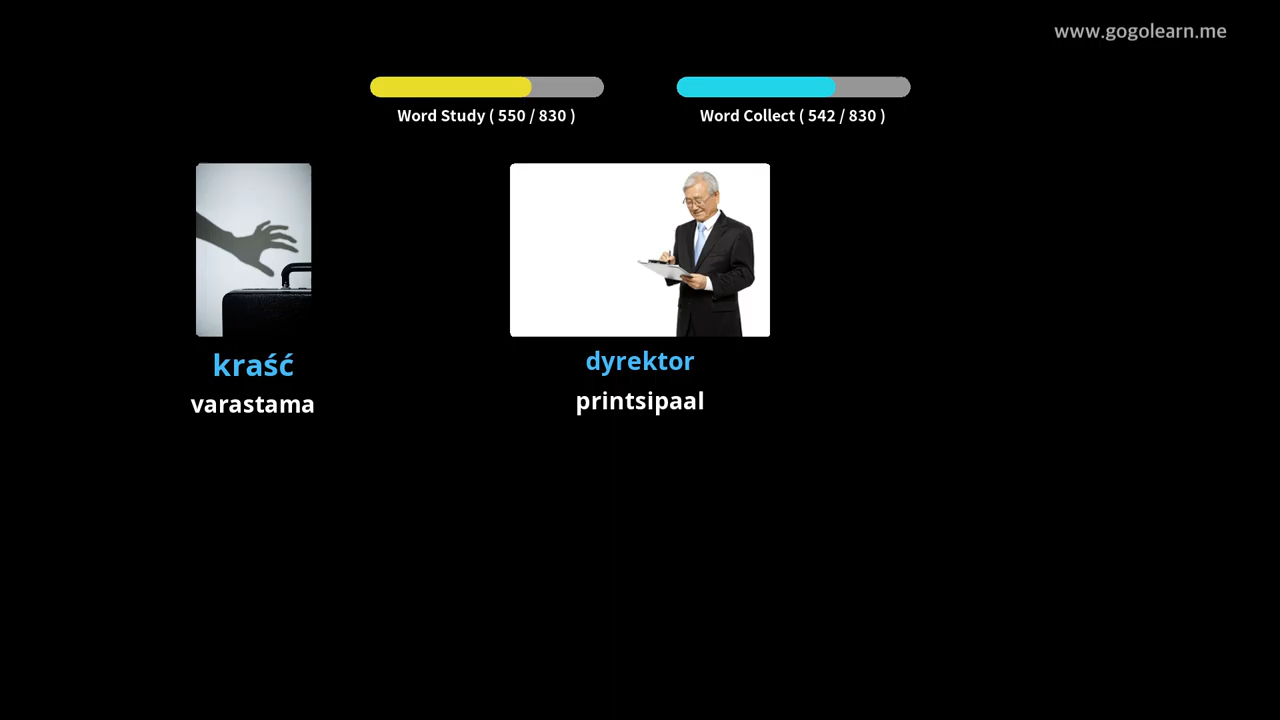 www.gogolearn.me
Word Study ( 550 / 830 )
Word Collect ( 542 / 830 )
kraść
varastama
dyrektor
printsipaal